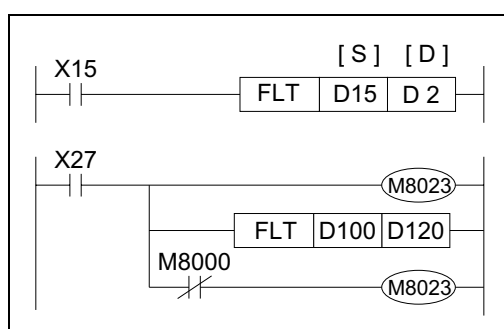 [ S ] [ D ]
X15
FLT D15 D 2
X27
M8023
FLT D100 D120
M8000
M8023